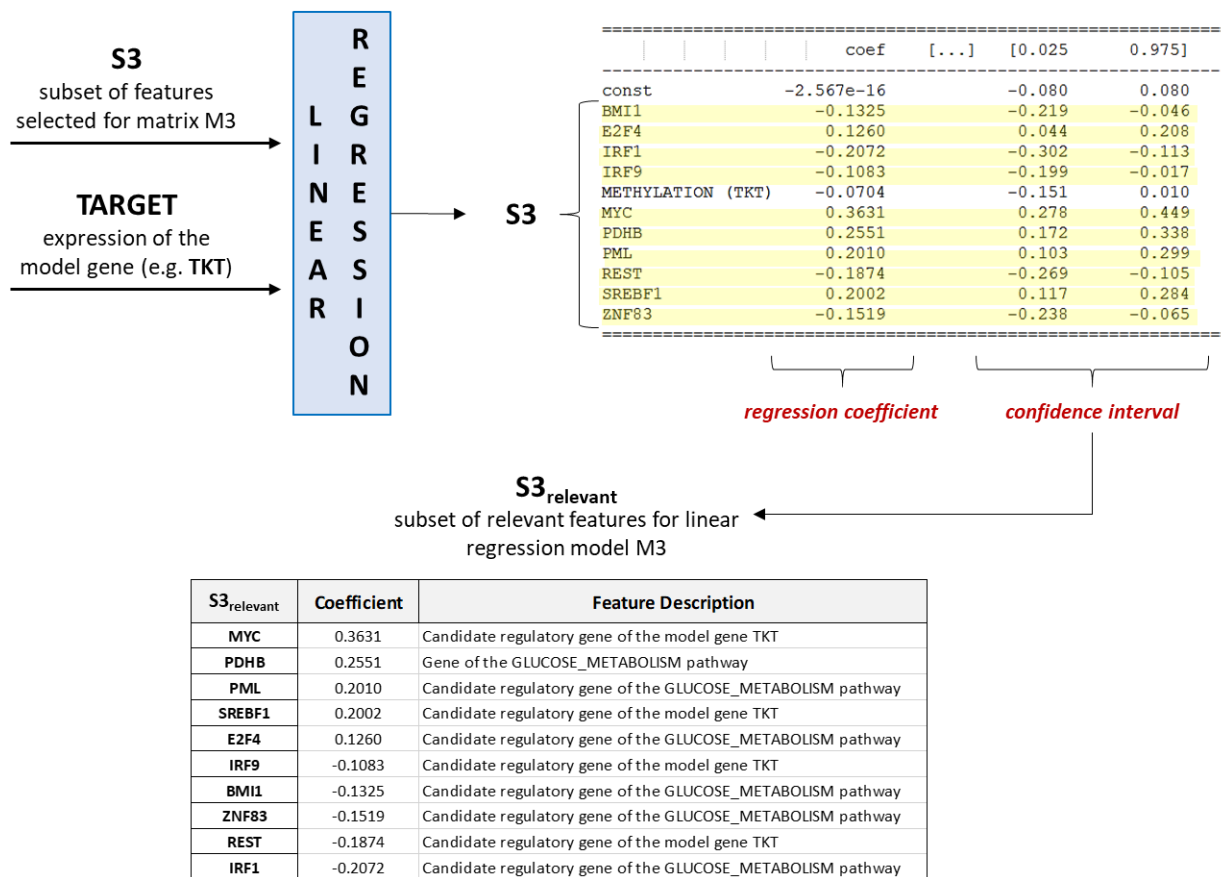 S3
subset of features
selected for matrix M3
TARGET
expression of the
model gene (e.g. TKT)
LINEAR
REGRESSION
S3
==============================================================
coef [...] [0.025 0.975]
--------------------------------------------------------------
const -2.567e-16 -0.080 0.080
BMI1 -0.1325 -0.219 -0.046
E2F4 0.1260 0.044 0.208
IRF1 -0.2072 -0.302 -0.113
IRF9 -0.1083 -0.199 -0.017
METHYLATION (TKT) -0.0704 -0.151 0.010
MYC 0.3631 0.278 0.449
PDHB 0.2551 0.172 0.338
PML 0.2010 0.103 0.299
REST -0.1874 -0.269 -0.105
SREBF1 0.2002 0.117 0.284
ZNF83 -0.1519 -0.238 -0.065
==============================================================
regression coefficient confidence interval
S3relevant
subset of relevant features for linear
regression model M3
S3relevant Coefficient Feature Description
MYC 0.3631 Candidate regulatory gene of the model gene TKT
PDHB 0.2551 Gene of the GLUCOSE_METABOLISM pathway
PML 0.2010 Candidate regulatory gene of the GLUCOSE_METABOLISM pathway
SREBF1 0.2002 Candidate regulatory gene of the model gene TKT
E2F4 0.1260 Candidate regulatory gene of the GLUCOSE_METABOLISM pathway
IRF9 -0.1083 Candidate regulatory gene of the model gene TKT
BMI1 -0.1325 Candidate regulatory gene of the GLUCOSE_METABOLISM pathway
ZNF83 -0.1519 Candidate regulatory gene of the GLUCOSE_METABOLISM pathway
REST -0.1874 Candidate regulatory gene of the model gene TKT
IRF1 -0.2072 Candidate regulatory gene of the GLUCOSE_METABOLISM pathway